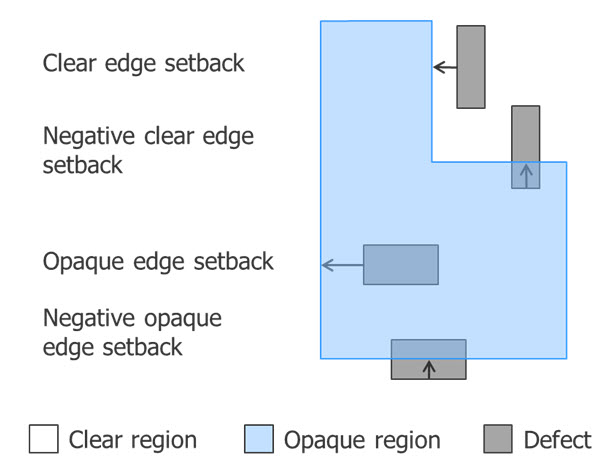 Clear edge setback
Negative clear edge
setback
Opaque edge setback
Negative opaque
edge setback
Clear region
Opaque region
Defect